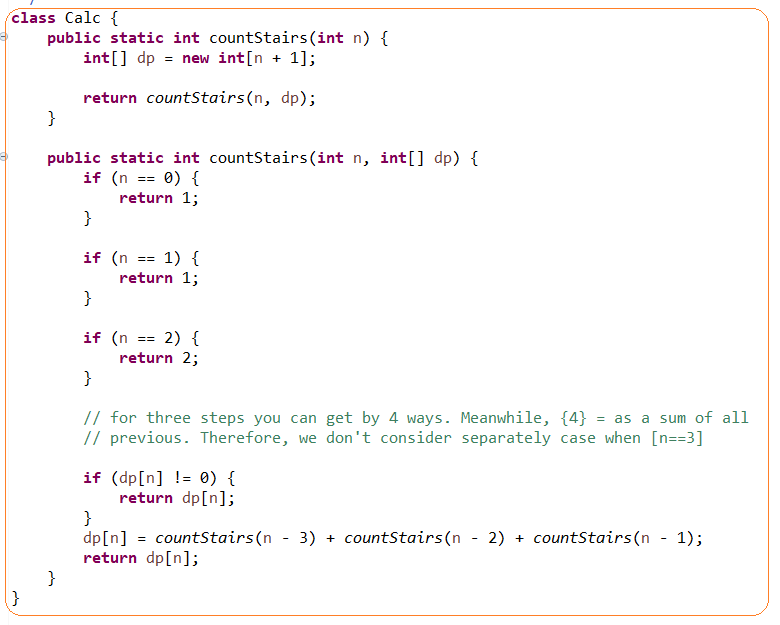 class Calc {
    public static int countStairs(int n) {
        int[] dp = new int[n + 1];
        return countStairs(n, dp);
    }
    public static int countStairs(int n, int[] dp) {
        if (n == 0) {
            return 1;
        }
        if (n == 1) {
            return 1;
        }
        if (n == 2) {
            return 2;
        }
        // for three steps you can get by 4 ways. Meanwhile, {4} = as a sum of all
        // previous. Therefore, we don't consider separately case when [n==3]
        if (dp[n] != 0) {
            return dp[n];
        }
        dp[n] = countStairs(n - 3) + countStairs(n - 2) + countStairs(n - 1);
        return dp[n];
    }
}